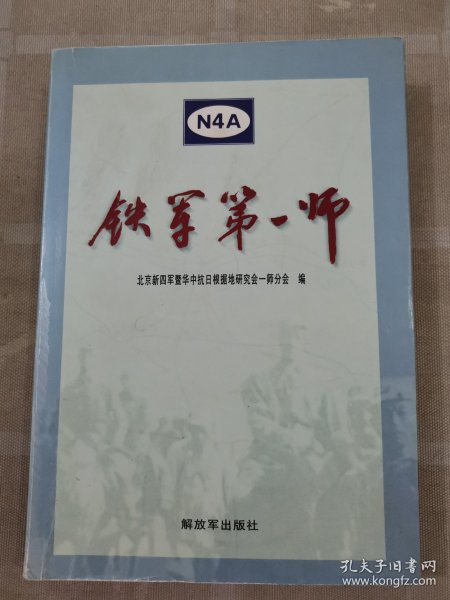 N4A
铁军第一师
北京新四军暨华中抗日根据地研究会一师分会 编
解放军出版社
孔夫子旧书网
www.kongfz.com